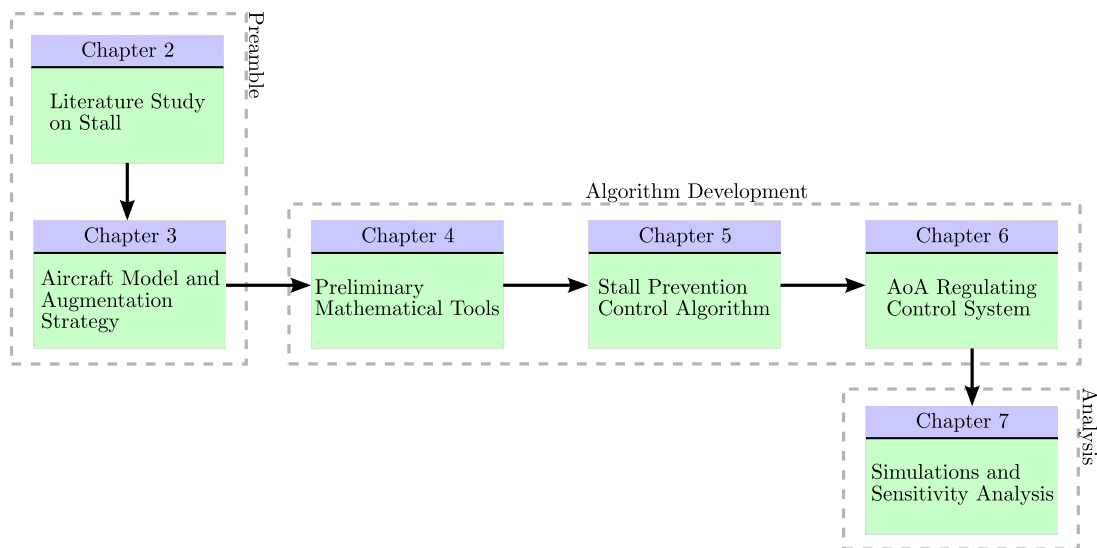 Preamble
Chapter 2
Literature Study
on Stall
Chapter 3
Aircraft Model and
Augmentation
Strategy
Algorithm Development
Chapter 4
Preliminary
Mathematical Tools
Chapter 5
Stall Prevention
Control Algorithm
Chapter 6
AoA Regulating
Control System
Analysis
Chapter 7
Simulations and
Sensitivity Analysis